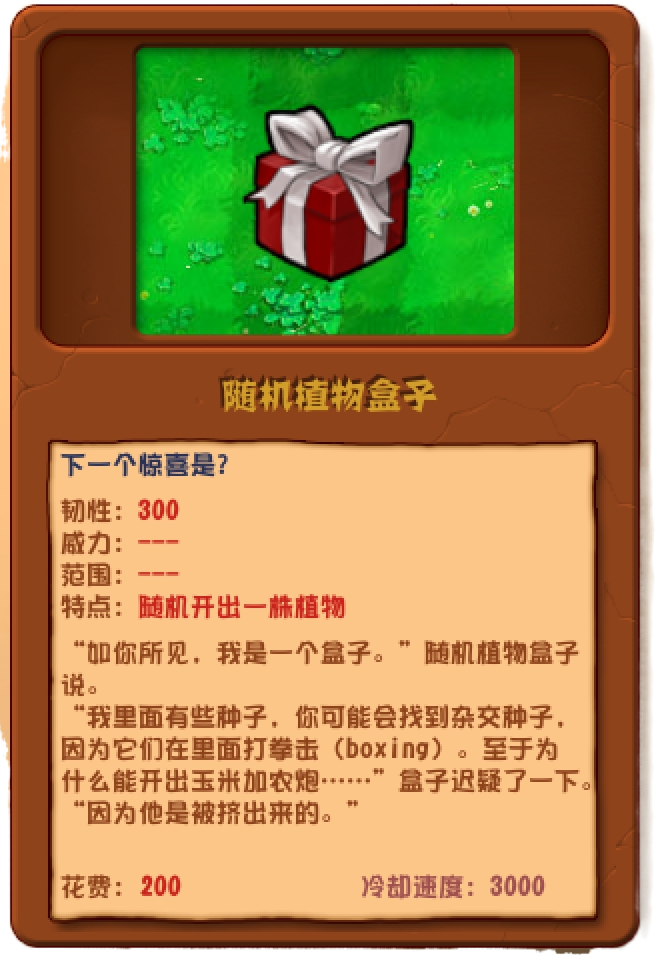 随机植物盒子
下一个惊喜是?
韧性：300
威力：---
范围：---
特点：随机开出一株植物
“如你所见，我是一个盒子。”随机植物盒子
说。
“我里面有些种子，你可能会找到杂交种子，
因为它们在里面打拳击（boxing）。至于为
什么能开出玉米加农炮……”盒子迟疑了一下。
“因为他是被挤出来的。”
花费：200 冷却速度：3000